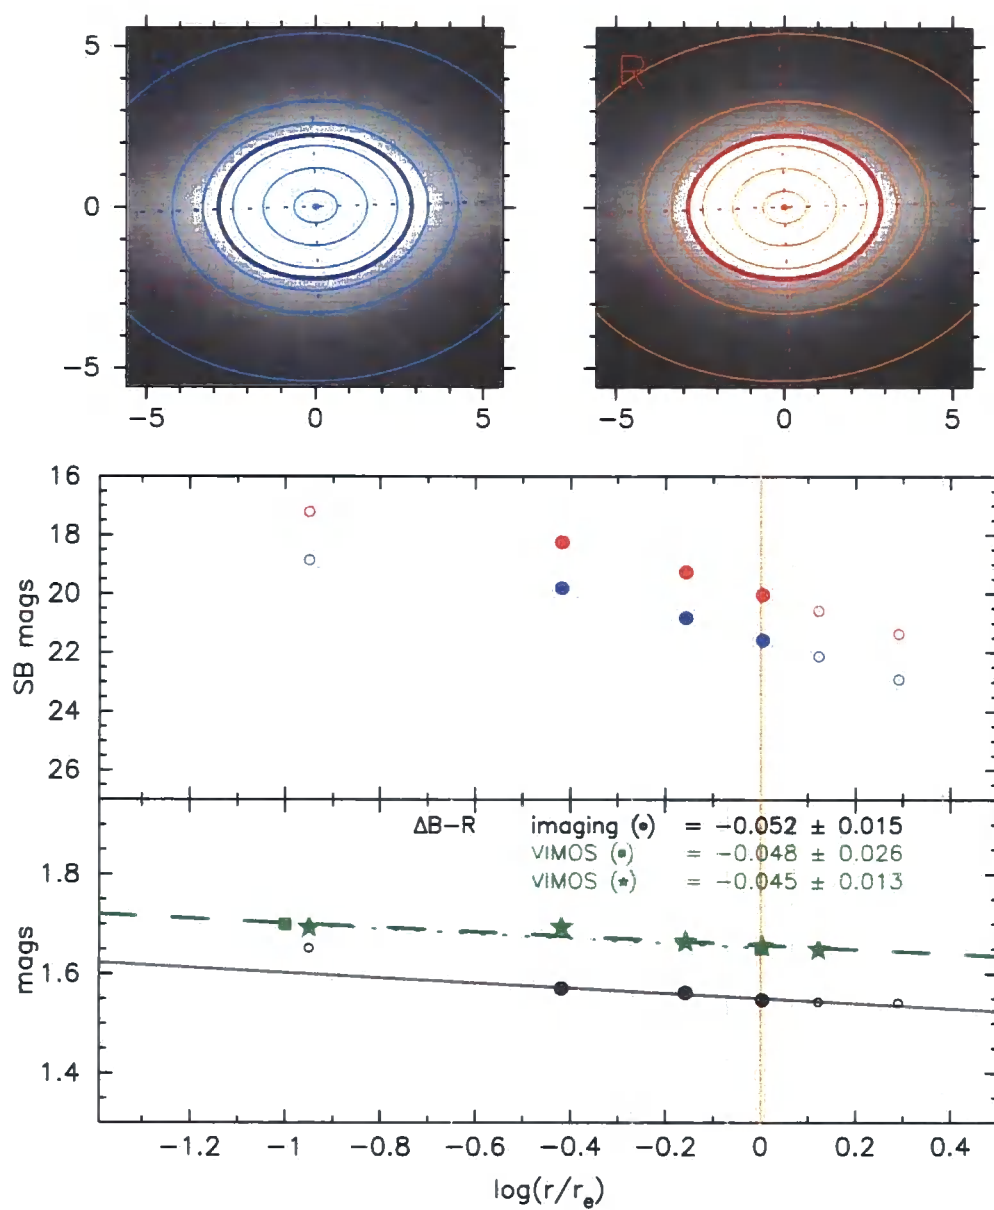 R
5
0
−5
−5 0 5
−5 0 5
16
18
20
22
24
26
SB mags
ΔB−R imaging (•) = −0.052 ± 0.015
VIMOS (▪) = −0.048 ± 0.026
VIMOS (★) = −0.045 ± 0.013
1.8
1.6
1.4
mags
−1.2 −1 −0.8 −0.6 −0.4 −0.2 0 0.2 0.4
log(r/rₑ)